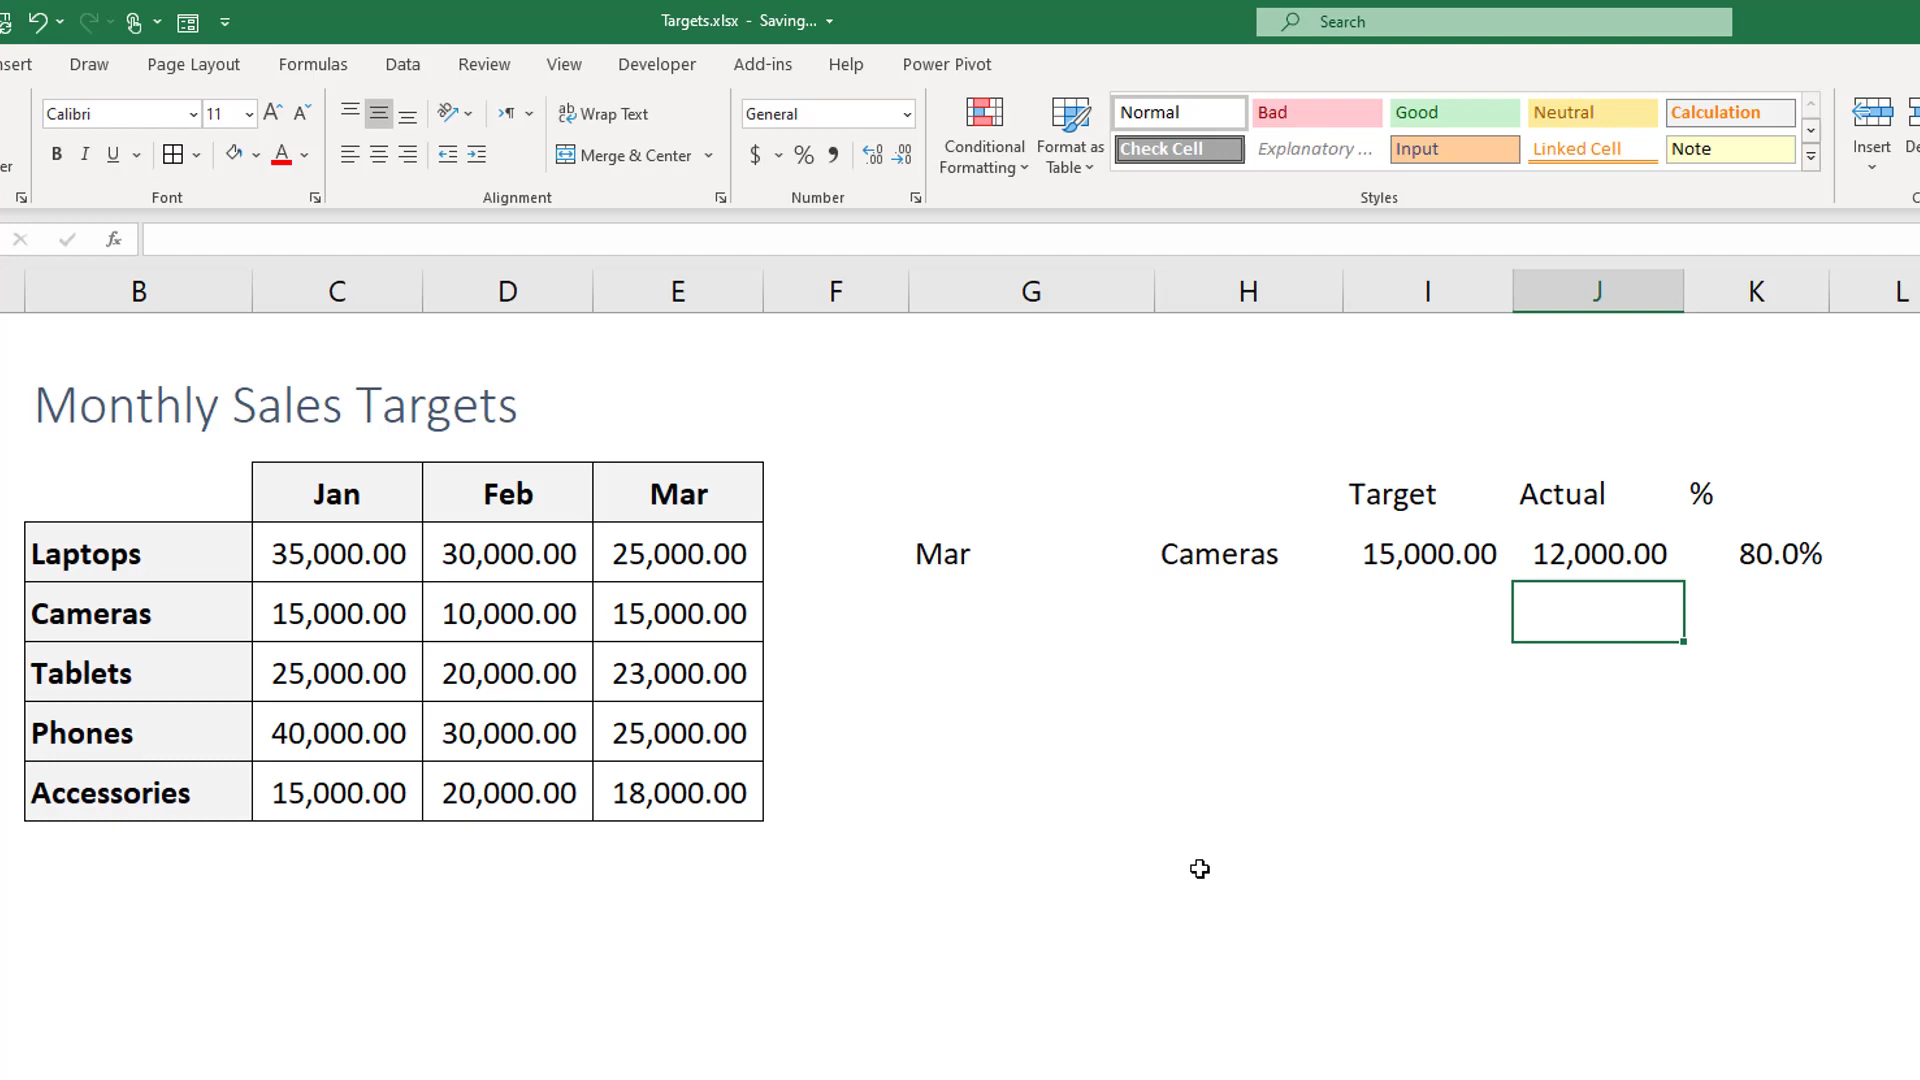 Targets.xlsx - Saving...
Search
nsert Draw Page Layout Formulas Data Review View Developer Add-ins Help Power Pivot
Calibri 11 A A ab Wrap Text General
Conditional Formatting
Format as Table
Normal Bad Good Neutral Calculation
Check Cell Explanatory ... Input Linked Cell Note
Insert De
B I U A Merge & Center $ % 9 .00 .00
er Font Alignment Number Styles C
fx
B C D E F G H I J K L
Monthly Sales Targets
Jan Feb Mar Target Actual %
Laptops 35,000.00 30,000.00 25,000.00 Mar Cameras 15,000.00 12,000.00 80.0%
Cameras 15,000.00 10,000.00 15,000.00
Tablets 25,000.00 20,000.00 23,000.00
Phones 40,000.00 30,000.00 25,000.00
Accessories 15,000.00 20,000.00 18,000.00